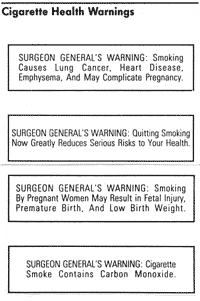 Cigarette Health Warnings
SURGEON GENERAL'S WARNING: Smoking
Causes Lung Cancer, Heart Disease,
Emphysema, And May Complicate Pregnancy.
SURGEON GENERAL'S WARNING: Quitting Smoking
Now Greatly Reduces Serious Risks to Your Health.
SURGEON GENERAL'S WARNING: Smoking
By Pregnant Women May Result in Fetal Injury,
Premature Birth, And Low Birth Weight.
SURGEON GENERAL'S WARNING: Cigarette
Smoke Contains Carbon Monoxide.